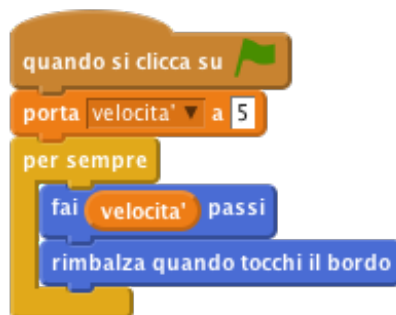 quando si clicca su
porta velocita' a 5
per sempre
fai velocita' passi
rimbalza quando tocchi il bordo